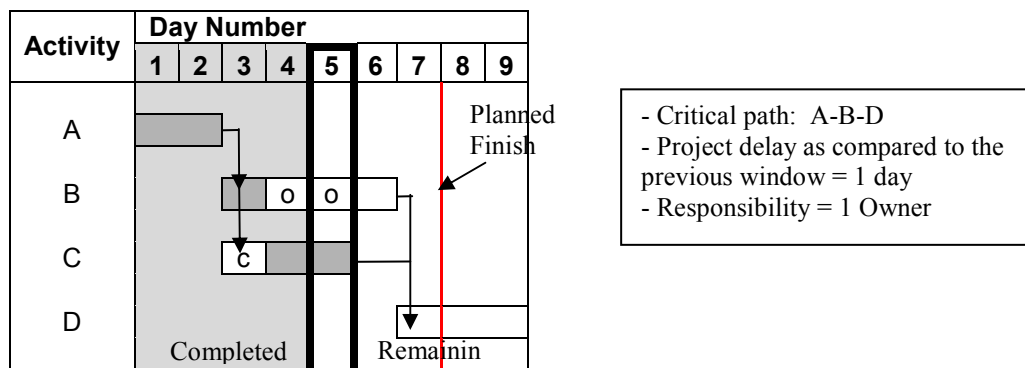 Activity
Day Number
1 2 3 4 5 6 7 8 9
A
Planned
Finish
B
o o
C
c
D
Completed
Remainin
- Critical path: A-B-D
- Project delay as compared to the
previous window = 1 day
- Responsibility = 1 Owner